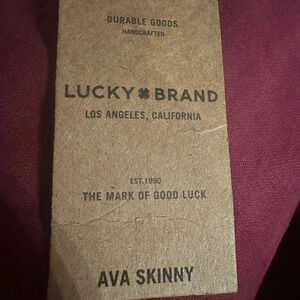 DURABLE GOODS
HANDCRAFTED
LUCKY BRAND
LOS ANGELES, CALIFORNIA
EST.1990
THE MARK OF GOOD LUCK
AVA SKINNY